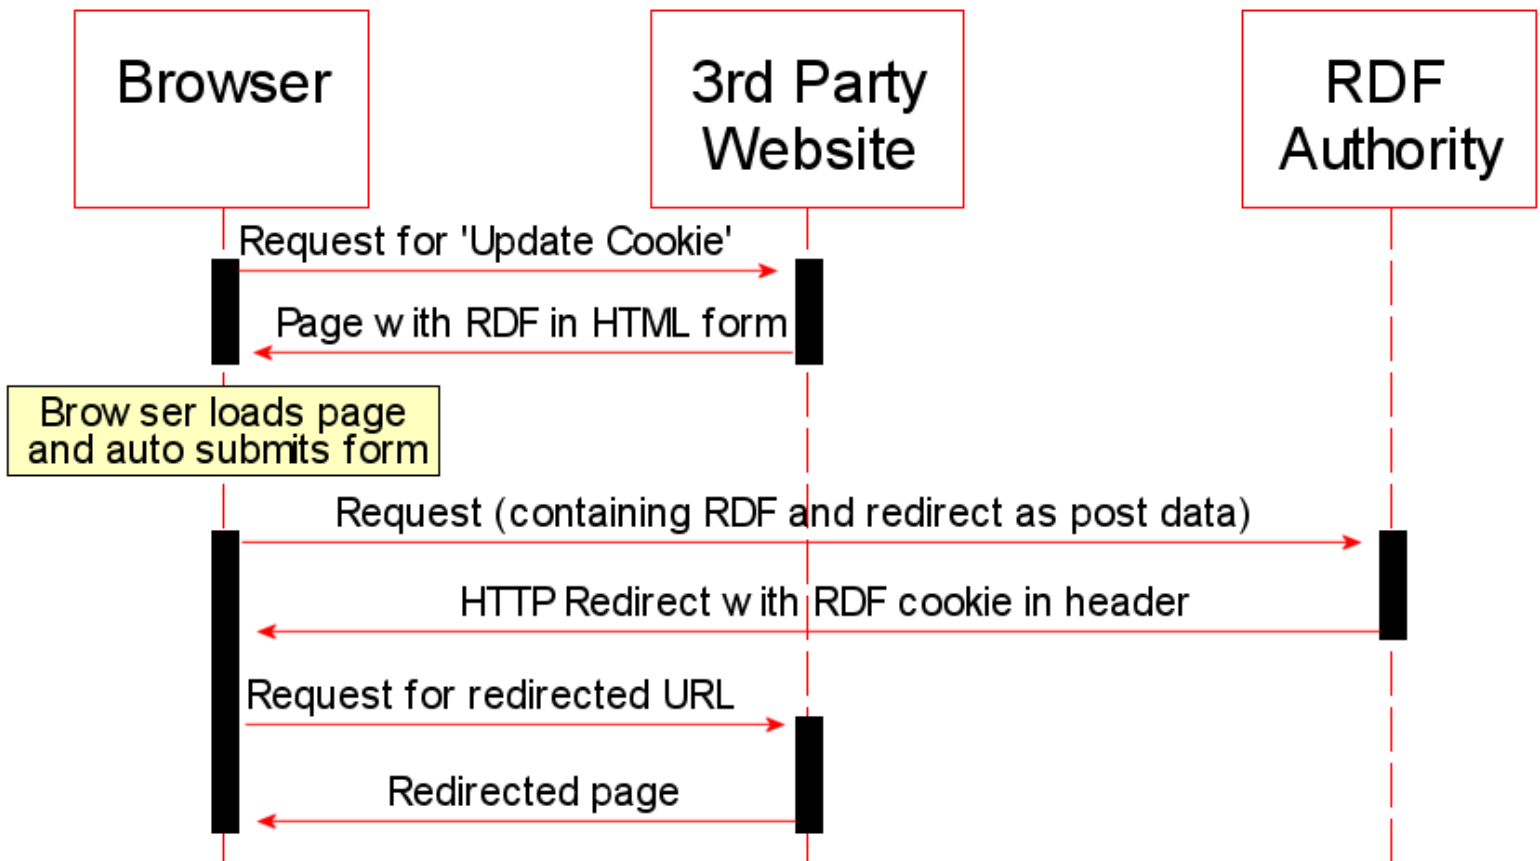 Browser
3rd Party
Website
RDF
Authority
Request for 'Update Cookie'
Page with RDF in HTML form
Browser loads page
and auto submits form
Request (containing RDF and redirect as post data)
HTTP Redirect with RDF cookie in header
Request for redirected URL
Redirected page